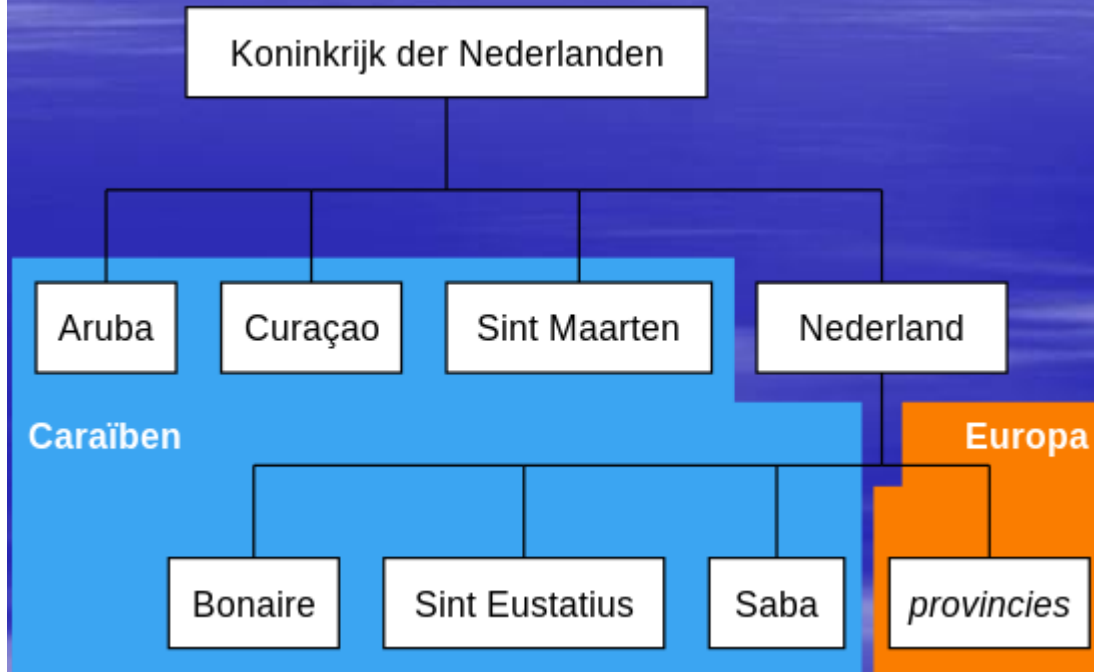 Koninkrijk der Nederlanden
Aruba
Curaçao
Sint Maarten
Nederland
Caraïben
Europa
Bonaire
Sint Eustatius
Saba
provincies